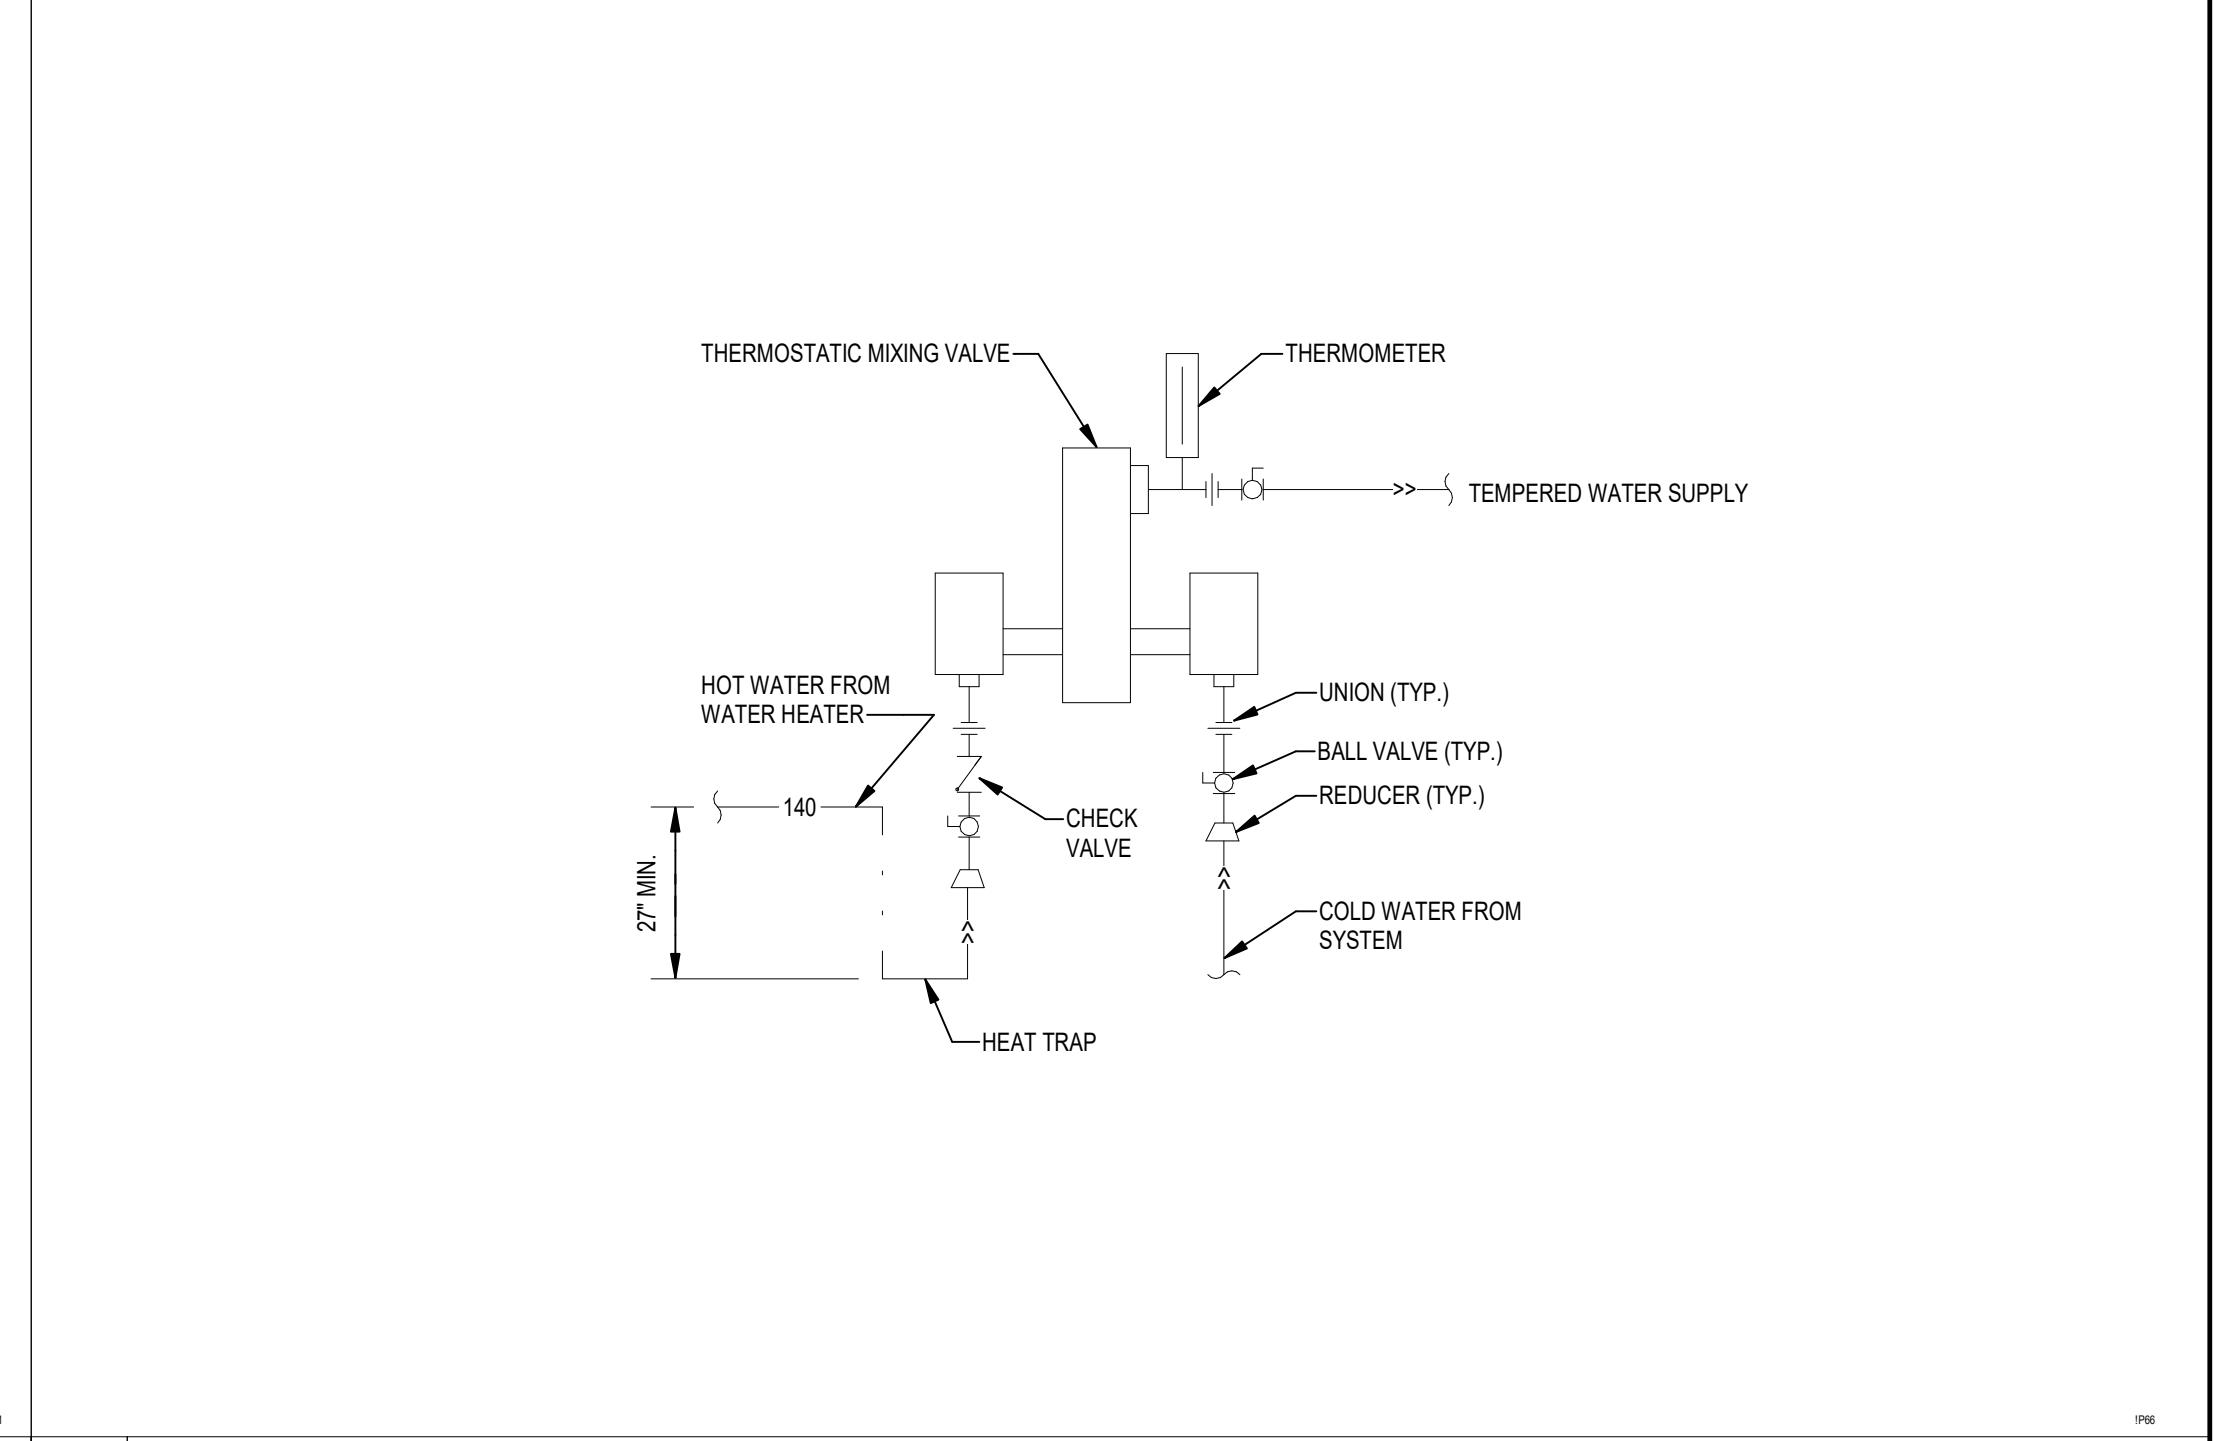 THERMOSTATIC MIXING VALVE
THERMOMETER
>>
TEMPERED WATER SUPPLY
HOT WATER FROM
WATER HEATER
UNION (TYP.)
BALL VALVE (TYP.)
REDUCER (TYP.)
140
CHECK
VALVE
27" MIN.
>>
>>
COLD WATER FROM
SYSTEM
HEAT TRAP
!P66